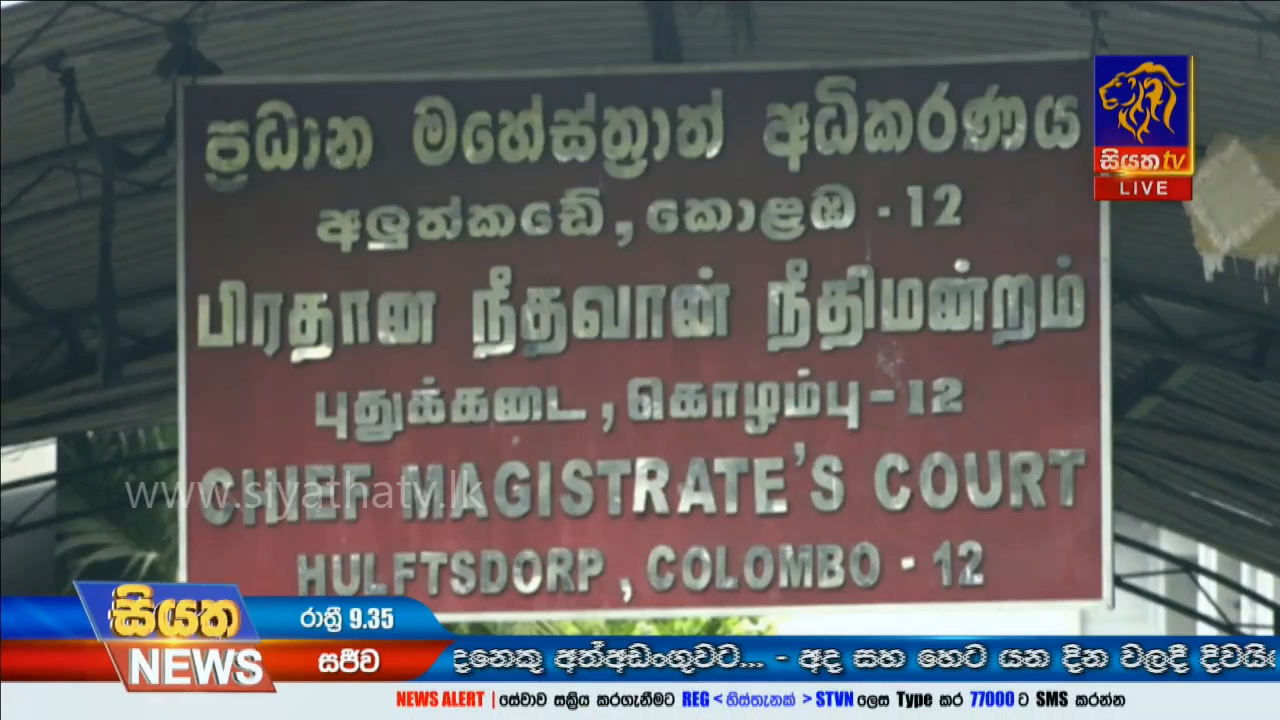 ප්‍රධාන මහේස්ත්‍රාත් අධිකරණය
අලුත්කඩේ, කොළඹ - 12
பிரதான நீதவான் நீதிமன்றம்
புதுக்கடை, கொழும்பு - 12
CHIEF MAGISTRATE'S COURT
HULFTSDORP, COLOMBO - 12
සියත tv
LIVE
www.siyathatv.lk
සියත
NEWS
රාත්‍රී 9.35
සජීව
දෙනෙකු අත්අඩංගුවට... - අද සහ හෙට යන දින වලදී
NEWS ALERT | සේවාව සක්‍රිය කරගැනීමට REG < හිස්තැනක් > STVN ලෙස Type කර 77000 ට SMS කරන්න